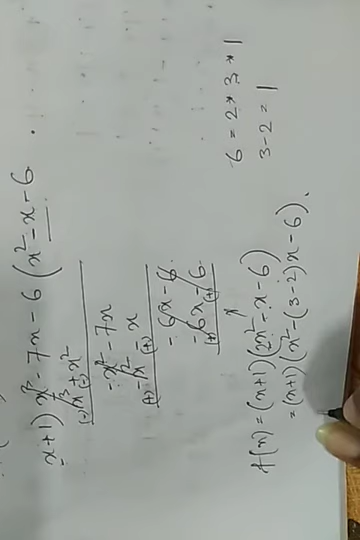 x+1) x³ - 7x - 6 (x² - x - 6
(-) x³ (-)+ x²
- x² - 7x
(+) - x² (+) - x
- 6x - 6
(+) - 6x (+) - 6
6 = 2 * 3 * 1
3 - 2 = 1
f(x) = (x+1) (x² - x - 6)
= (x+1) (x² - (3-2)x - 6).